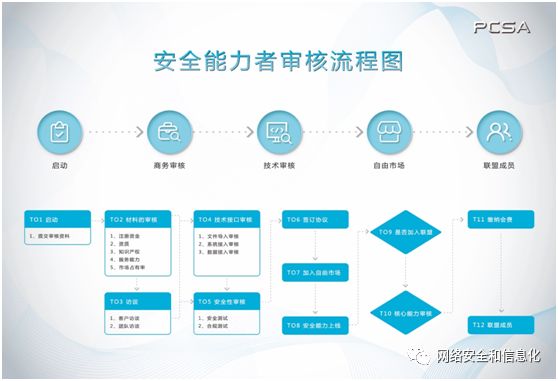 PCSA
安全能力者审核流程图
启动
商务审核
技术审核
自由市场
联盟成员
TO1 启动
1、提交审核资料
TO2 材料的审核
1、注册资金
2、资质
3、知识产权
4、服务能力
5、市场占有率
TO3 访谈
1、客户访谈
2、团队访谈
TO4 技术接口审核
1、文件导入审核
2、系统接入审核
3、数据接入审核
TO5 安全性审核
1、安全测试
2、合规测试
TO6 签订协议
TO7 加入自由市场
TO8 安全能力上线
TO9 是否加入联盟
T10 核心能力审核
T11 缴纳会费
T12 联盟成员
网络安全和信息化